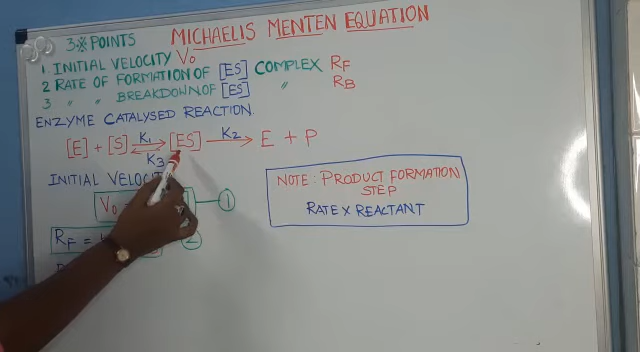 MICHAELIS MENTEN EQUATION
3 POINTS
1. INITIAL VELOCITY V₀
2 RATE OF FORMATION OF [ES] COMPLEX RF
3 " " BREAKDOWN OF [ES] " RB
ENZYME CATALYSED REACTION.
[E] + [S] K₁ K₃ [ES] K₂ E + P
INITIAL
V₀ 1
RF = 2
NOTE: PRODUCT FORMATION
STEP
RATE X REACTANT